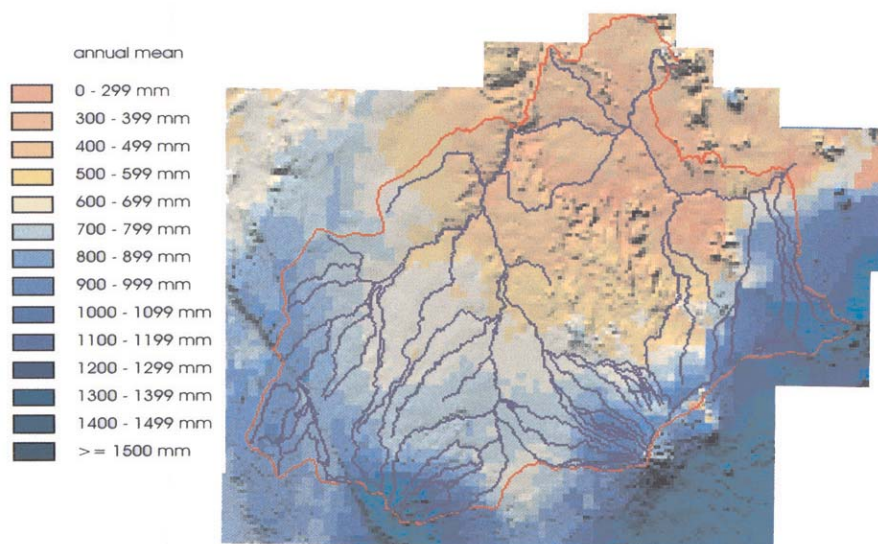 annual mean
0 - 299 mm
300 - 399 mm
400 - 499 mm
500 - 599 mm
600 - 699 mm
700 - 799 mm
800 - 899 mm
900 - 999 mm
1000 - 1099 mm
1100 - 1199 mm
1200 - 1299 mm
1300 - 1399 mm
1400 - 1499 mm
> = 1500 mm